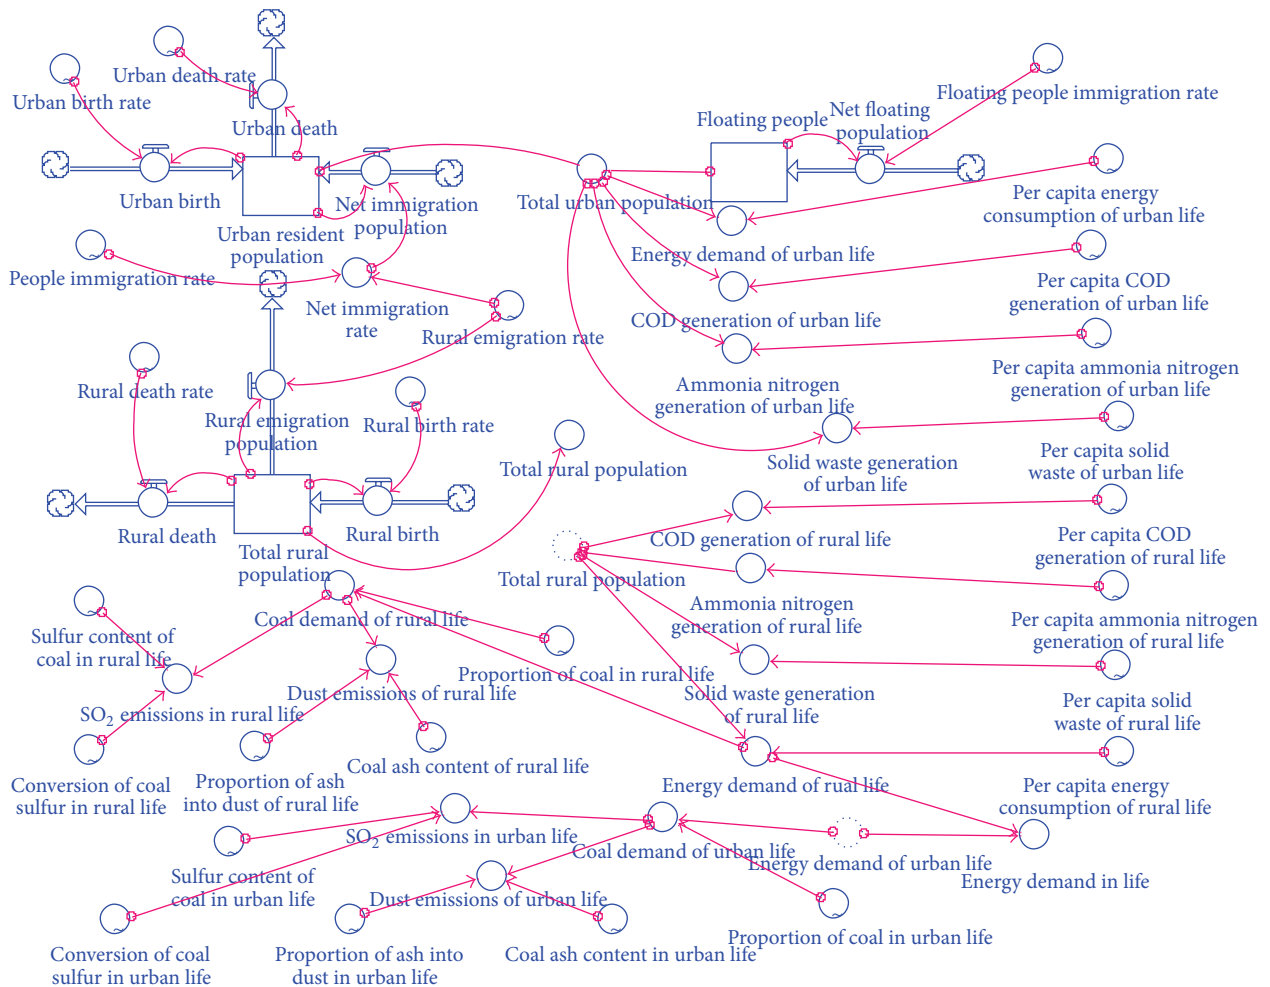 Urban death rate
Urban birth rate
Urban death
Urban birth
Net immigration
population
Urban resident
population
People immigration rate
Net immigration
rate
Rural emigration rate
Floating people immigration rate
Floating people
Net floating
population
Total urban population
Per capita energy
consumption of urban life
Energy demand of urban life
Per capita COD
generation of urban life
COD generation of urban life
Per capita ammonia nitrogen
generation of urban life
Ammonia nitrogen
generation of urban life
Per capita solid
waste of urban life
Solid waste generation
of urban life
Rural death rate
Rural emigration
population
Rural birth rate
Total rural population
Rural death
Rural birth
Total rural
population
COD generation of rural life
Per capita COD
generation of rural life
Total rural population
Ammonia nitrogen
generation of rural life
Per capita ammonia nitrogen
generation of rural life
Coal demand of rural life
Sulfur content of
coal in rural life
Proportion of coal in rural life
Solid waste generation
of rural life
Per capita solid
waste of rural life
SO2 emissions in rural life
Dust emissions of rural life
Conversion of coal
sulfur in rural life
Proportion of ash
into dust of rural life
Coal ash content of rural life
Energy demand of rual life
Per capita energy
consumption of rural life
SO2 emissions in urban life
Coal demand of urban life
Energy demand of urban life
Energy demand in life
Sulfur content of
coal in urban life
Dust emissions of urban life
Conversion of coal
sulfur in urban life
Proportion of ash into
dust in urban life
Coal ash content in urban life
Proportion of coal in urban life